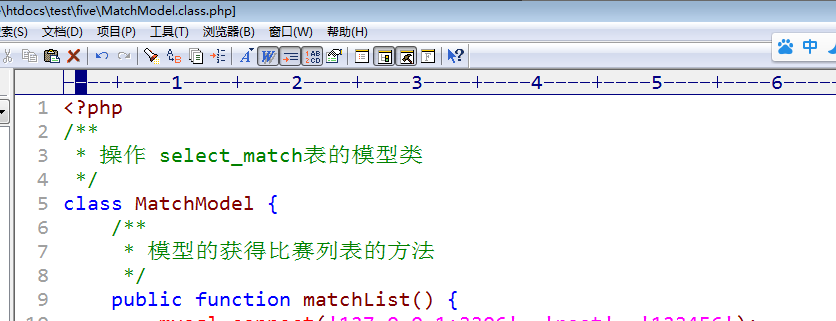 \htdocs\test\five\MatchModel.class.php]
索(S) 文档(D) 项目(P) 工具(T) 浏览器(B) 窗口(W) 帮助(H)
中
1 2 3 4 5 6
1 <?php
2 /**
3 * 操作 select_match表的模型类
4 */
5 class MatchModel {
6 /**
7 * 模型的获得比赛列表的方法
8 */
9 public function matchList() {